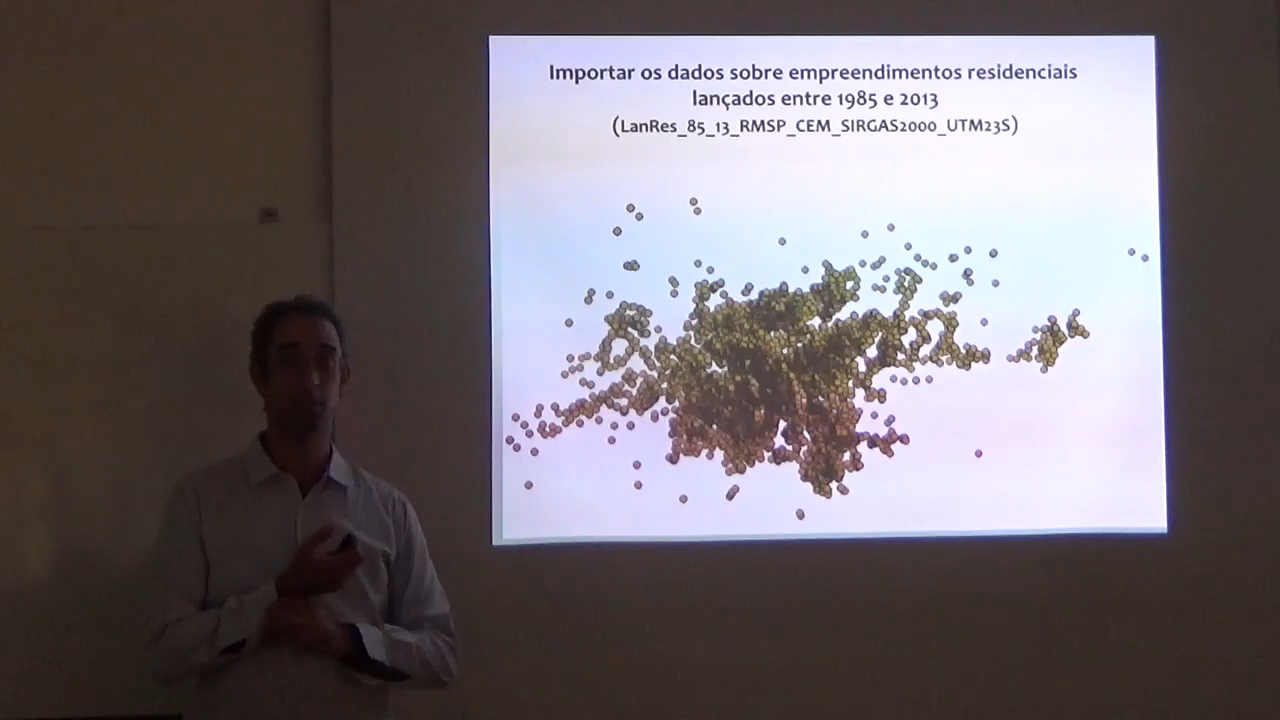 Importar os dados sobre empreendimentos residenciais
lançados entre 1985 e 2013
(LanRes_85_13_RMSP_CEM_SIRGAS2000_UTM23S)